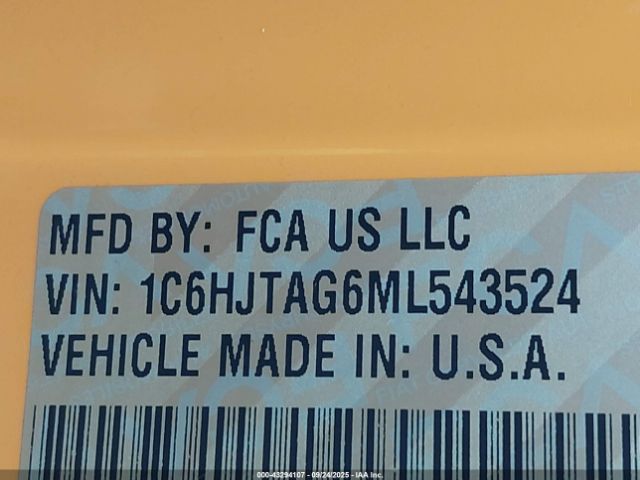 MFD BY: FCA US LLC
VIN: 1C6HJTAG6ML543524
VEHICLE MADE IN: U.S.A.
000-43294107 - 09/24/2025 - IAA Inc.